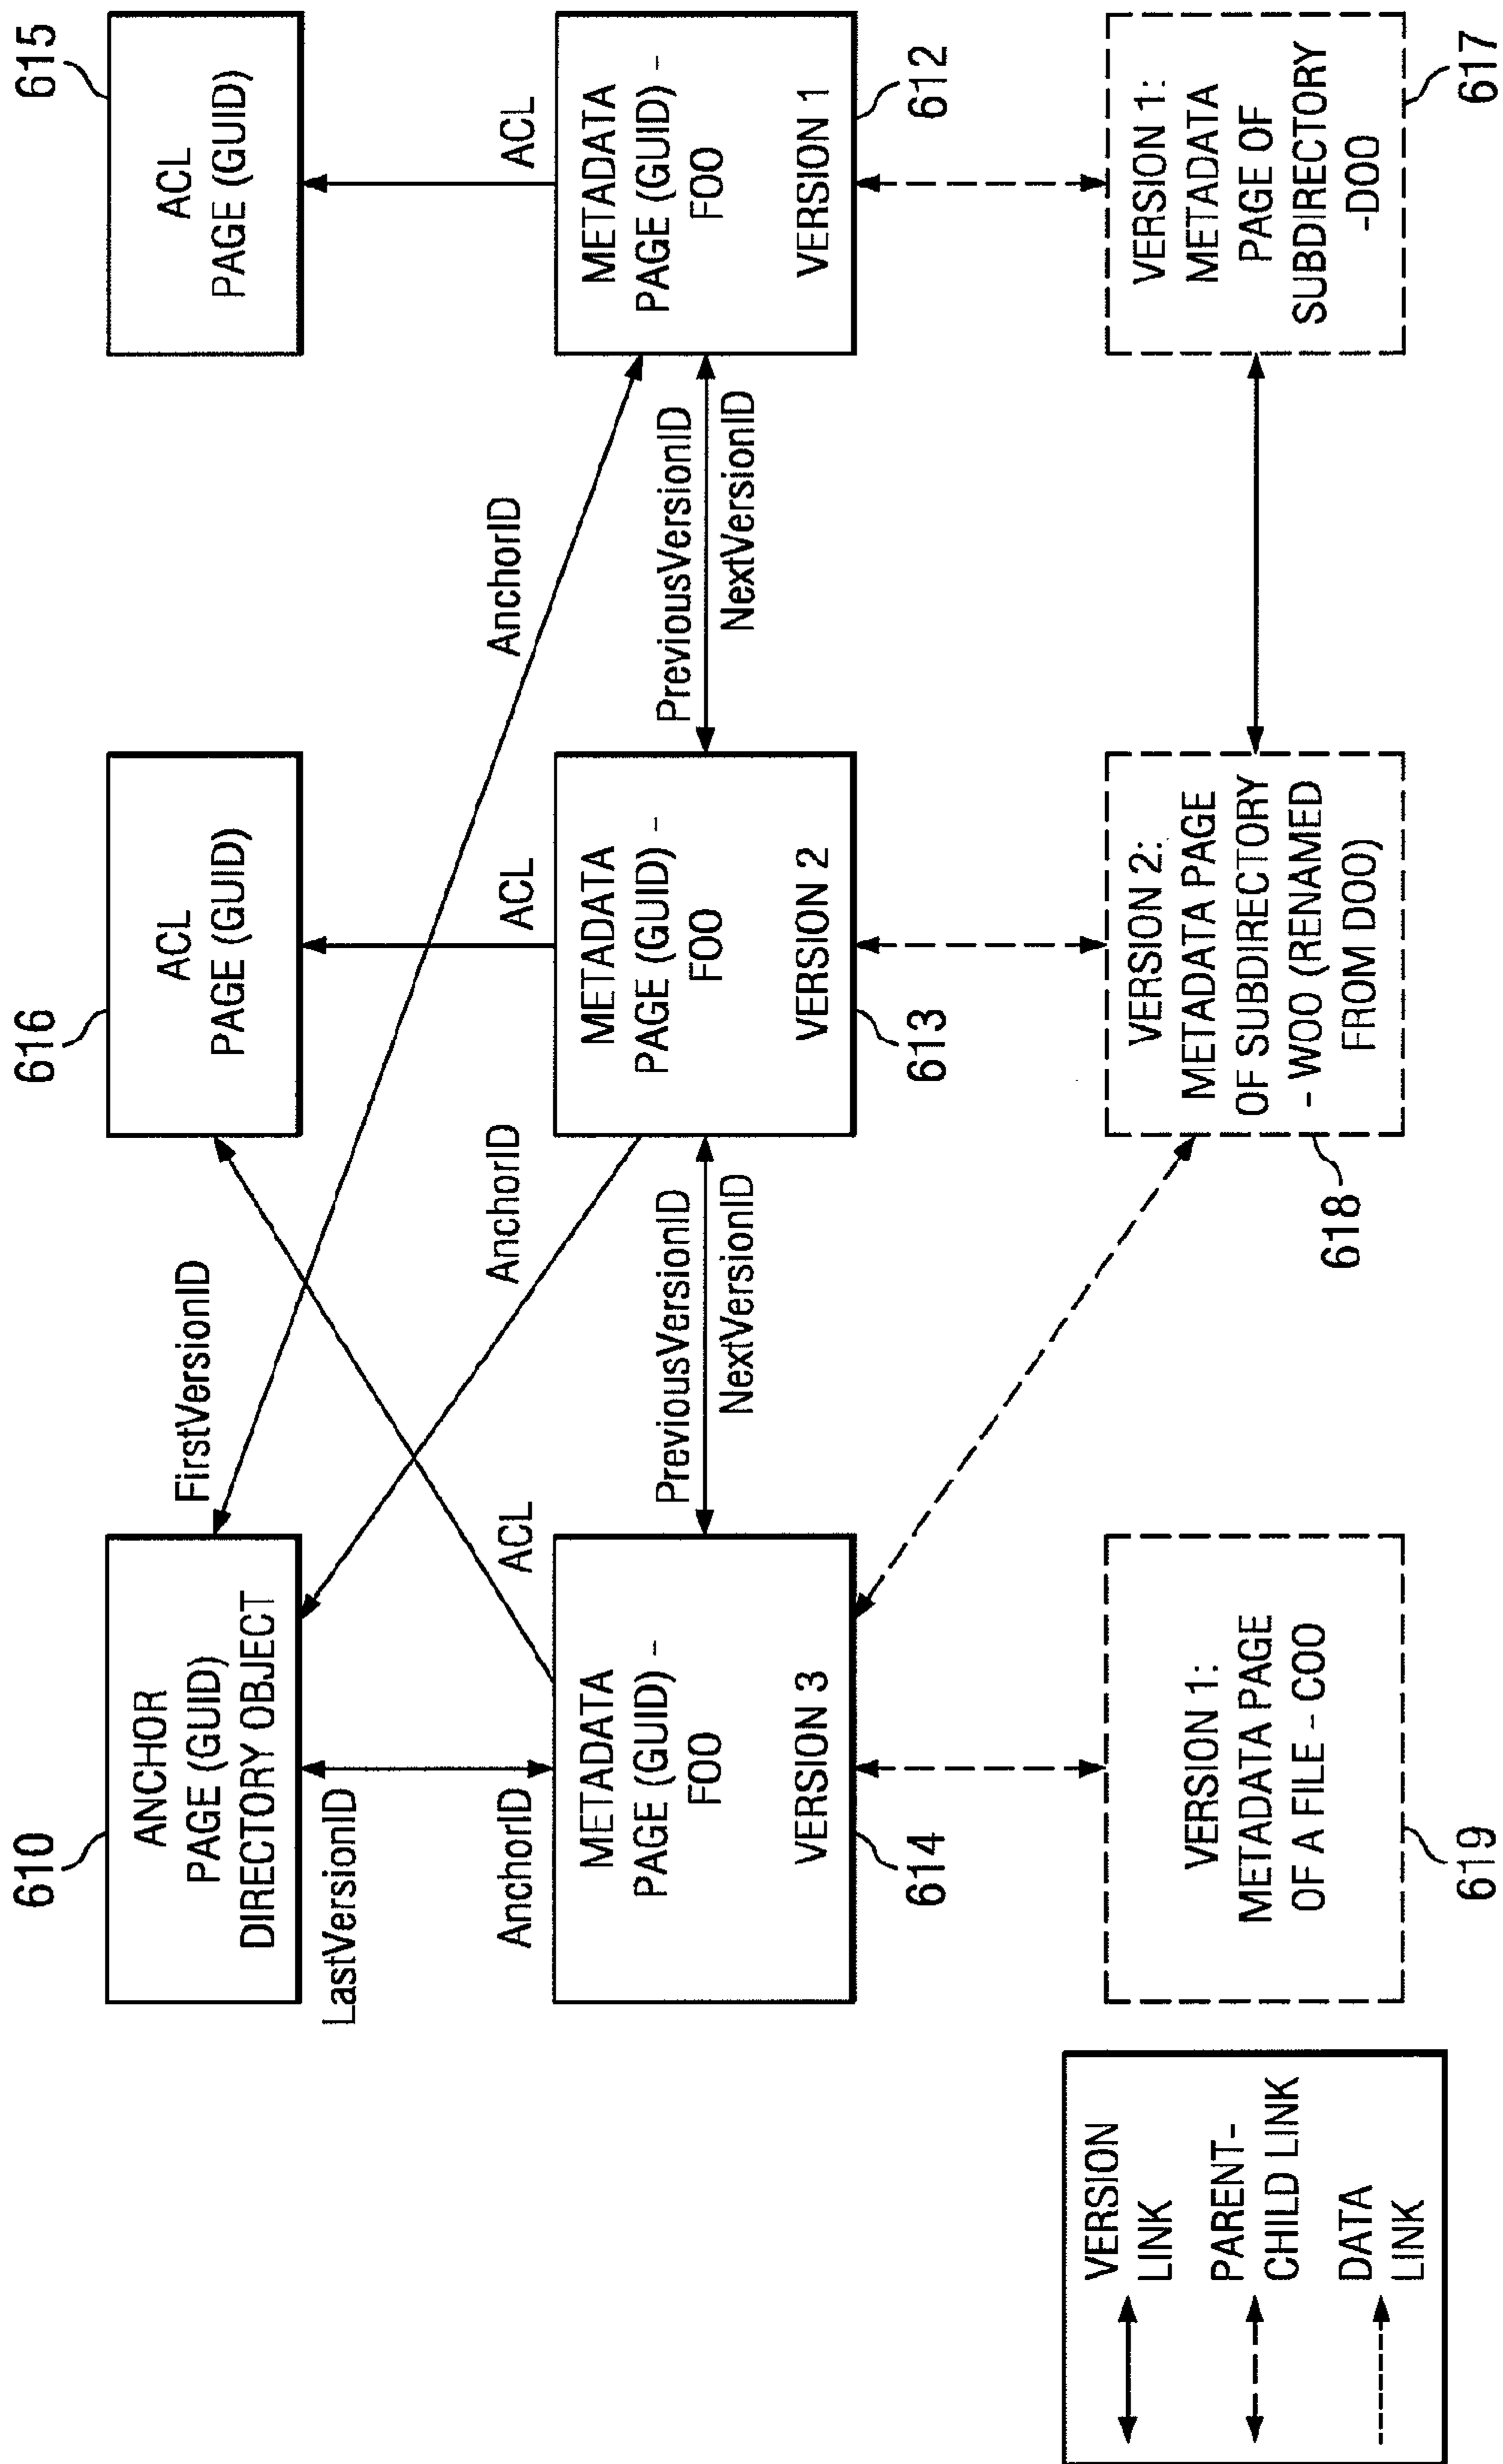 610
ANCHOR
PAGE (GUID)
DIRECTORY OBJECT
FirstVersionID
616
ACL
PAGE (GUID)
615
ACL
PAGE (GUID)
LastVersionID
AnchorID
ACL
AnchorID
ACL
AnchorID
ACL
METADATA
PAGE (GUID) –
FOO
VERSION 3
614
PreviousVersionID
NextVersionID
METADATA
PAGE (GUID) –
FOO
VERSION 2
613
PreviousVersionID
NextVersionID
METADATA
PAGE (GUID) –
FOO
VERSION 1
612
VERSION 1:
METADATA PAGE
OF A FILE – COO
619
VERSION 2:
METADATA PAGE
OF SUBDIRECTORY
- WOO (RENAMED
FROM DOO)
618
VERSION 1:
METADATA
PAGE OF
SUBDIRECTORY
-DOO
617
VERSION
LINK
PARENT-
CHILD LINK
DATA
LINK